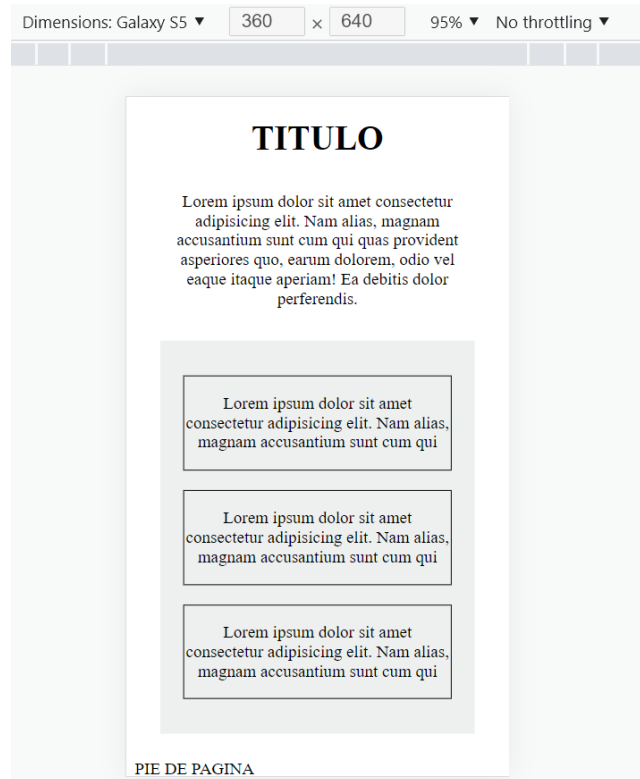 Dimensions: Galaxy S5 ▼ 360 × 640 95% ▼ No throttling ▼
TITULO
Lorem ipsum dolor sit amet consectetur
adipisicing elit. Nam alias, magnam
accusantium sunt cum qui quas provident
asperiores quo, earum dolorem, odio vel
eaque itaque aperiam! Ea debitis dolor
perferendis.
Lorem ipsum dolor sit amet
consectetur adipisicing elit. Nam alias,
magnam accusantium sunt cum qui
Lorem ipsum dolor sit amet
consectetur adipisicing elit. Nam alias,
magnam accusantium sunt cum qui
Lorem ipsum dolor sit amet
consectetur adipisicing elit. Nam alias,
magnam accusantium sunt cum qui
PIE DE PAGINA